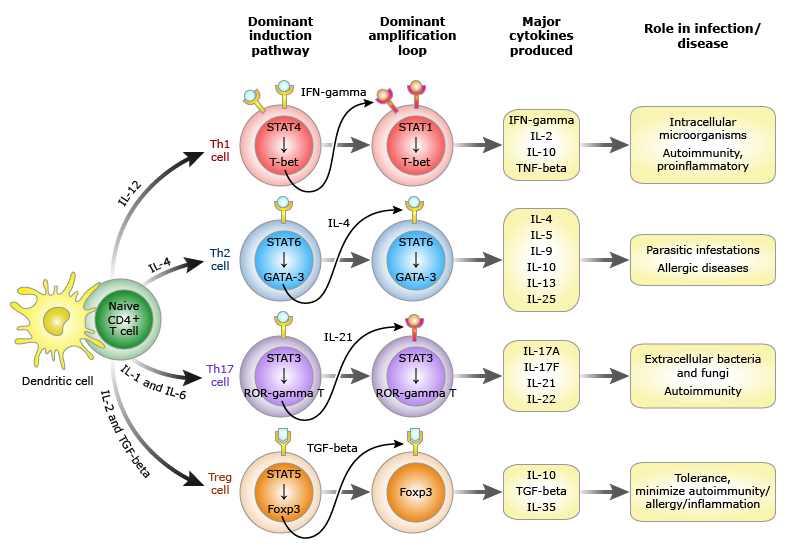 Dominant
induction
pathway
Dominant
amplification
loop
Major
cytokines
produced
Role in infection/
disease
IL-12
Th1
cell
STAT4
↓
T-bet
IFN-gamma
STAT1
↓
T-bet
IFN-gamma
IL-2
IL-10
TNF-beta
Intracellular
microorganisms
Autoimmunity,
proinflammatory
IL-4
Th2
cell
STAT6
↓
GATA-3
IL-4
STAT6
↓
GATA-3
IL-4
IL-5
IL-9
IL-10
IL-13
IL-25
Parasitic infestations
Allergic diseases
Naive
CD4+
T cell
Dendritic cell
IL-1 and IL-6
Th17
cell
STAT3
↓
ROR-gamma T
IL-21
STAT3
↓
ROR-gamma T
IL-17A
IL-17F
IL-21
IL-22
Extracellular bacteria
and fungi
Autoimmunity
IL-2 and TGF-beta
Treg
cell
STAT5
↓
Foxp3
TGF-beta
Foxp3
IL-10
TGF-beta
IL-35
Tolerance,
minimize autoimmunity/
allergy/inflammation